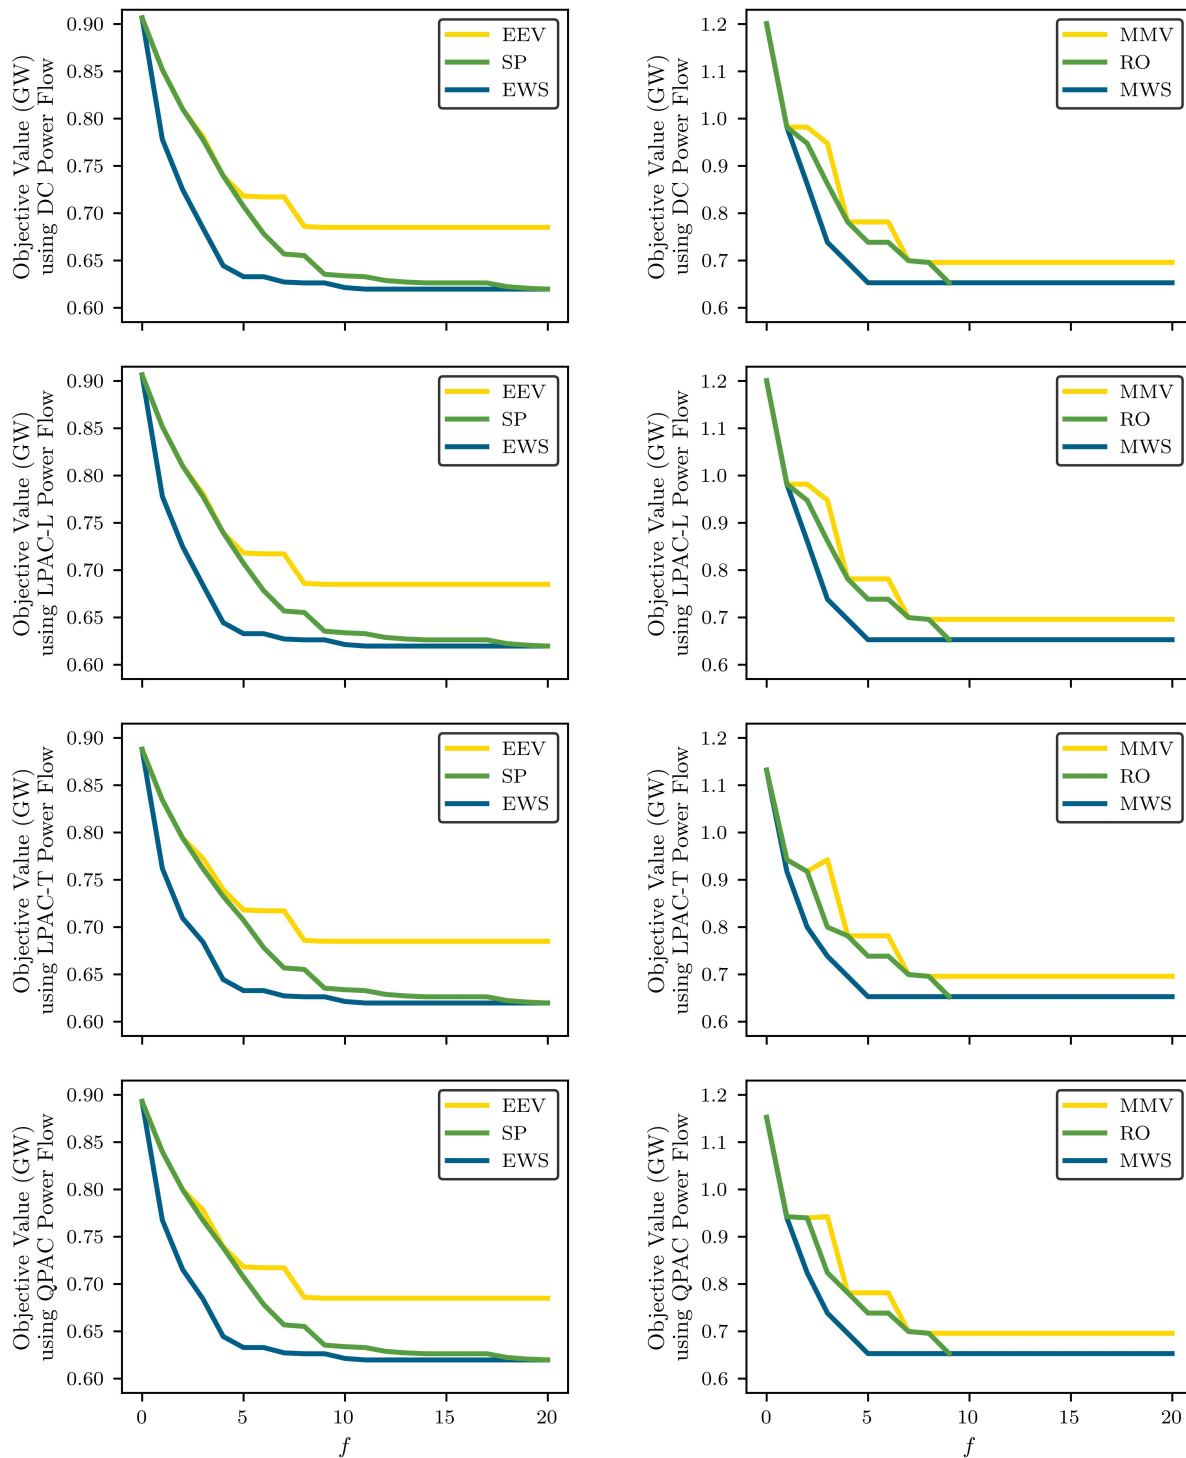 Objective Value (GW)
using DC Power Flow
0.90
0.85
0.80
0.75
0.70
0.65
0.60
EEV
SP
EWS
Objective Value (GW)
using DC Power Flow
1.2
1.1
1.0
0.9
0.8
0.7
0.6
MMV
RO
MWS
Objective Value (GW)
using LPAC-L Power Flow
0.90
0.85
0.80
0.75
0.70
0.65
0.60
EEV
SP
EWS
Objective Value (GW)
using LPAC-L Power Flow
1.2
1.1
1.0
0.9
0.8
0.7
0.6
MMV
RO
MWS
Objective Value (GW)
using LPAC-T Power Flow
0.90
0.85
0.80
0.75
0.70
0.65
0.60
EEV
SP
EWS
Objective Value (GW)
using LPAC-T Power Flow
1.2
1.1
1.0
0.9
0.8
0.7
0.6
MMV
RO
MWS
Objective Value (GW)
using QPAC Power Flow
0.90
0.85
0.80
0.75
0.70
0.65
0.60
EEV
SP
EWS
0 5 10 15 20
f
Objective Value (GW)
using QPAC Power Flow
1.2
1.1
1.0
0.9
0.8
0.7
0.6
MMV
RO
MWS
0 5 10 15 20
f